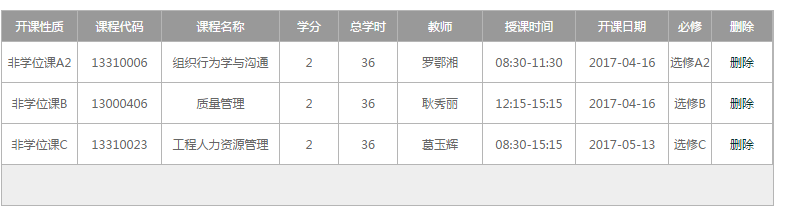 开课性质 课程代码 课程名称 学分 总学时 教师 授课时间 开课日期 必修 删除
非学位课A2 13310006 组织行为学与沟通 2 36 罗鄂湘 08:30-11:30 2017-04-16 选修A2 删除
非学位课B 13000406 质量管理 2 36 耿秀丽 12:15-15:15 2017-04-16 选修B 删除
非学位课C 13310023 工程人力资源管理 2 36 葛玉辉 08:30-15:15 2017-05-13 选修C 删除